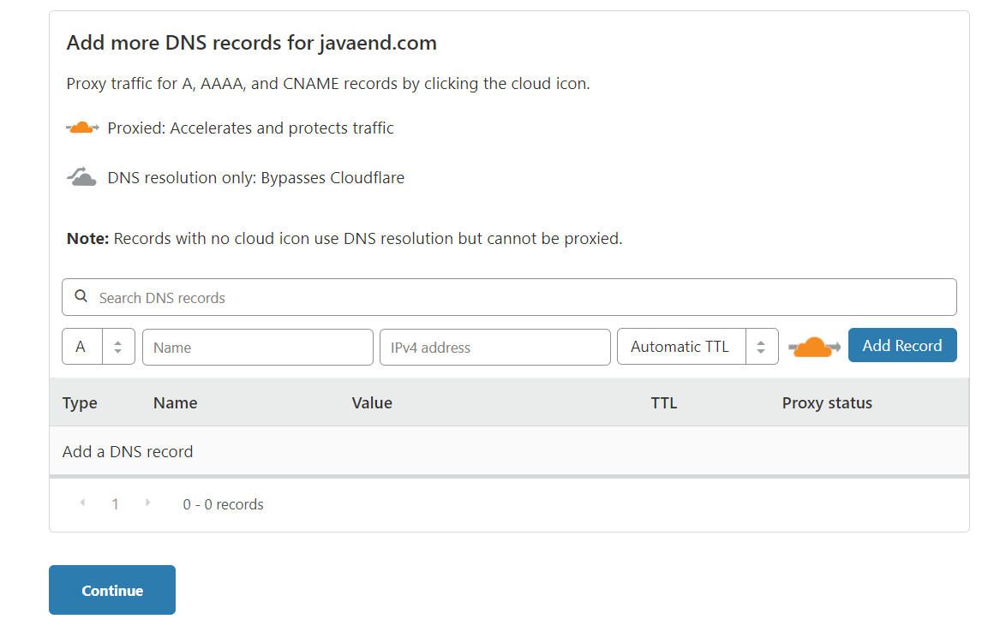 Add more DNS records for javaend.com
Proxy traffic for A, AAAA, and CNAME records by clicking the cloud icon.
Proxied: Accelerates and protects traffic
DNS resolution only: Bypasses Cloudflare
Note: Records with no cloud icon use DNS resolution but cannot be proxied.
Search DNS records
A Name IPv4 address Automatic TTL Add Record
Type Name Value TTL Proxy status
Add a DNS record
1 0 - 0 records
Continue